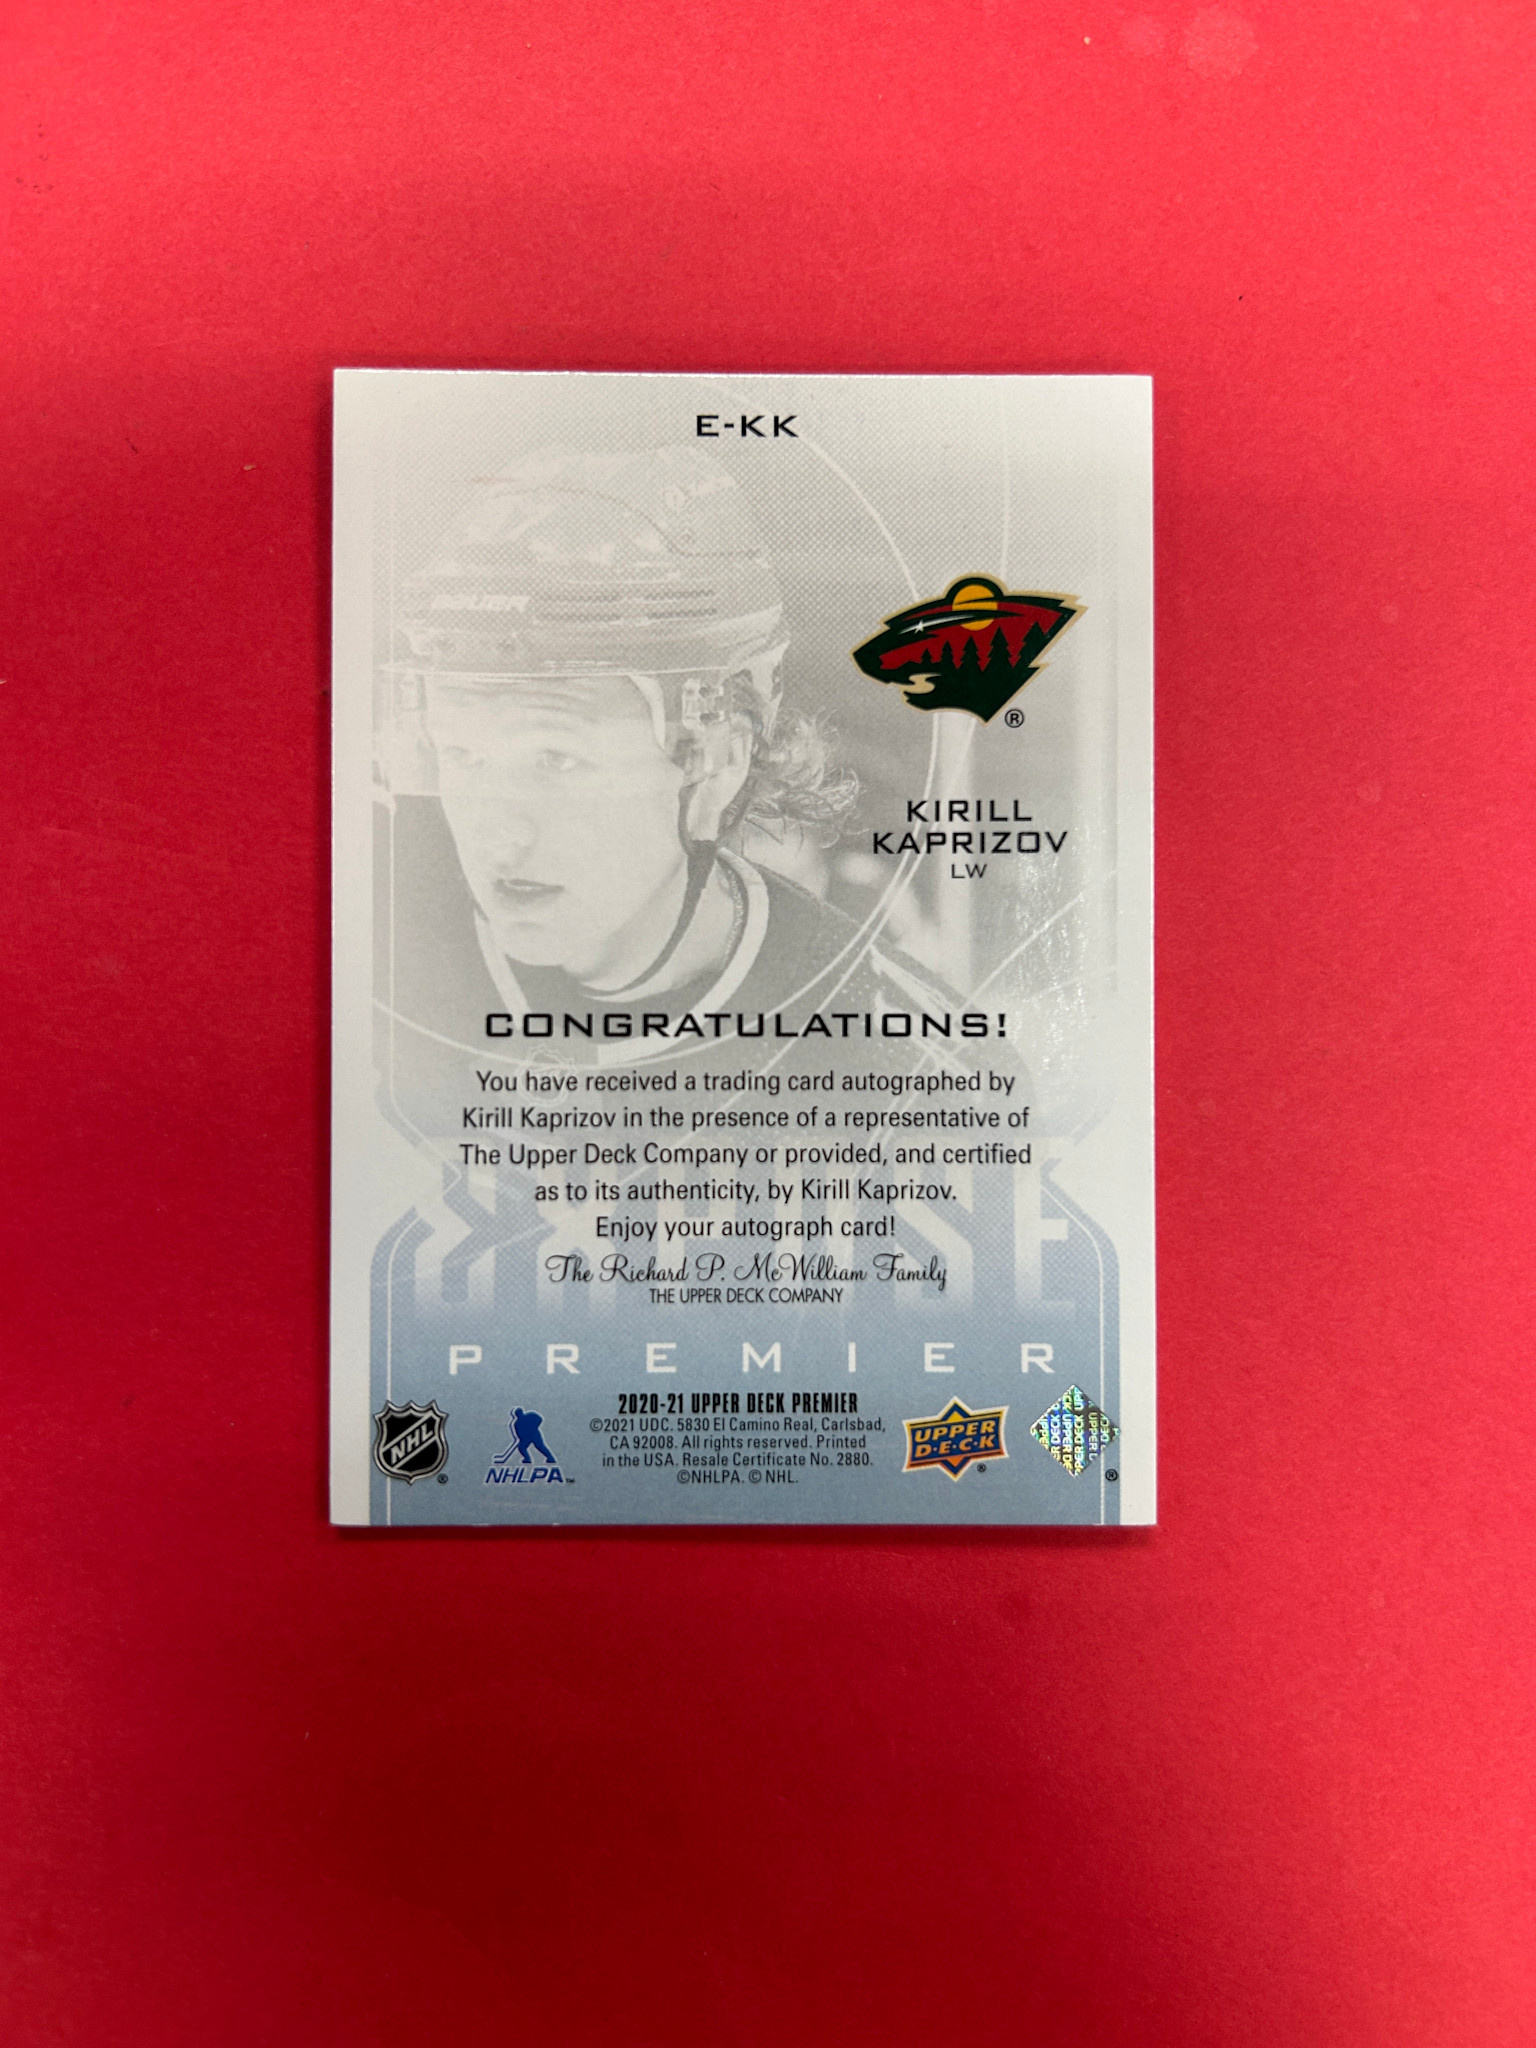 E-KK
BAUER
®
KIRILL
KAPRIZOV
LW
CONGRATULATIONS!
You have received a trading card autographed by
Kirill Kaprizov in the presence of a representative of
The Upper Deck Company or provided, and certified
as to its authenticity, by Kirill Kaprizov.
Enjoy your autograph card!
The Richard P. McWilliam Family
THE UPPER DECK COMPANY
PREMIER
2020-21 UPPER DECK PREMIER
©2021 UDC. 5830 El Camino Real, Carlsbad,
CA 92008. All rights reserved. Printed
in the USA. Resale Certificate No. 2880.
©NHLPA. © NHL.
NHL ®
NHLPA™
UPPER
D·E·C·K ®
UPPER DECK ®